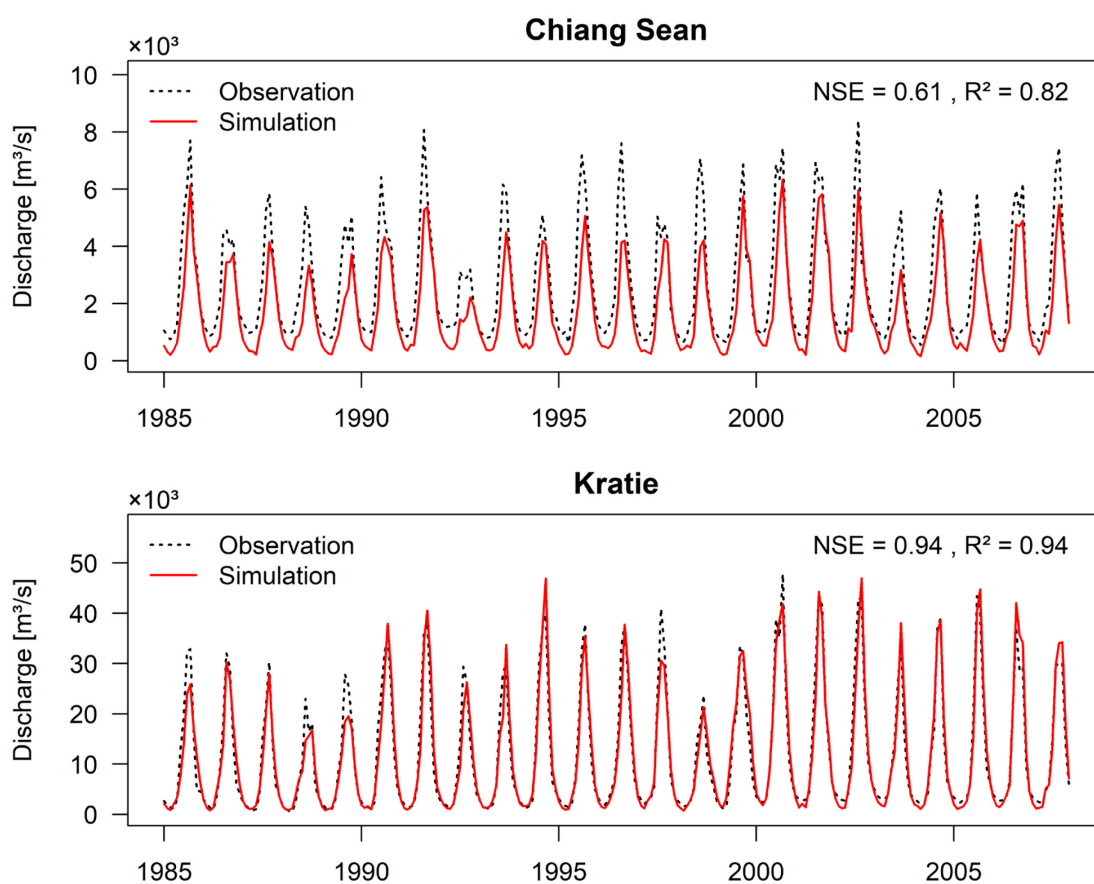 Chiang Sean
×10³
Observation
Simulation
NSE = 0.61 , R² = 0.82
Discharge [m³/s]
10
8
6
4
2
0
1985 1990 1995 2000 2005
Kratie
×10³
Observation
Simulation
NSE = 0.94 , R² = 0.94
Discharge [m³/s]
50
40
30
20
10
0
1985 1990 1995 2000 2005